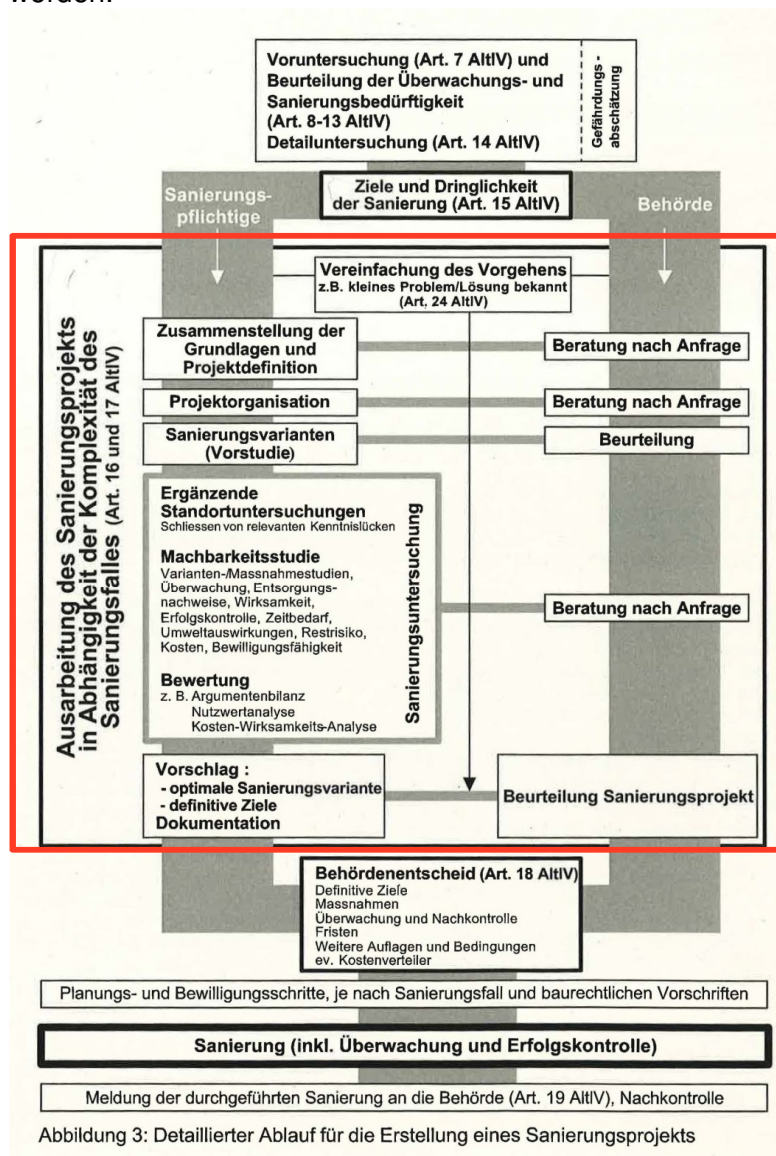 Voruntersuchung (Art. 7 AltlV) und
Beurteilung der Überwachungs- und
Sanierungsbedürftigkeit
(Art. 8-13 AltlV)
Detailuntersuchung (Art. 14 AltlV)
Gefährdungs-
abschätzung
Sanierungs-
pflichtige
Ziele und Dringlichkeit
der Sanierung (Art. 15 AltlV)
Behörde
Ausarbeitung des Sanierungsprojekts
in Abhängigkeit der Komplexität des
Sanierungsfalles (Art. 16 und 17 AltlV)
Vereinfachung des Vorgehens
z.B. kleines Problem/Lösung bekannt
(Art. 24 AltlV)
Zusammenstellung der
Grundlagen und
Projektdefinition
Beratung nach Anfrage
Projektorganisation
Beratung nach Anfrage
Sanierungsvarianten
(Vorstudie)
Beurteilung
Ergänzende
Standortuntersuchungen
Schliessen von relevanten Kenntnislücken
Machbarkeitsstudie
Varianten-/Massnahmestudien,
Überwachung, Entsorgungs-
nachweise, Wirksamkeit,
Erfolgskontrolle, Zeitbedarf,
Umweltauswirkungen, Restrisiko,
Kosten, Bewilligungsfähigkeit
Bewertung
z. B. Argumentenbilanz
Nutzwertanalyse
Kosten-Wirksamkeits-Analyse
Sanierungsuntersuchung
Beratung nach Anfrage
Vorschlag :
- optimale Sanierungsvariante
- definitive Ziele
Dokumentation
Beurteilung Sanierungsprojekt
Behördenentscheid (Art. 18 AltlV)
Definitive Ziele
Massnahmen
Überwachung und Nachkontrolle
Fristen
Weitere Auflagen und Bedingungen
ev. Kostenverteiler
Planungs- und Bewilligungsschritte, je nach Sanierungsfall und baurechtlichen Vorschriften
Sanierung (inkl. Überwachung und Erfolgskontrolle)
Meldung der durchgeführten Sanierung an die Behörde (Art. 19 AltlV), Nachkontrolle
Abbildung 3: Detaillierter Ablauf für die Erstellung eines Sanierungsprojekts